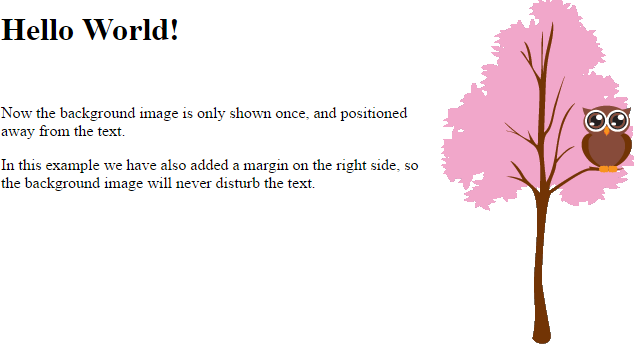 Hello World!
Now the background image is only shown once, and positioned
away from the text.
In this example we have also added a margin on the right side, so
the background image will never disturb the text.